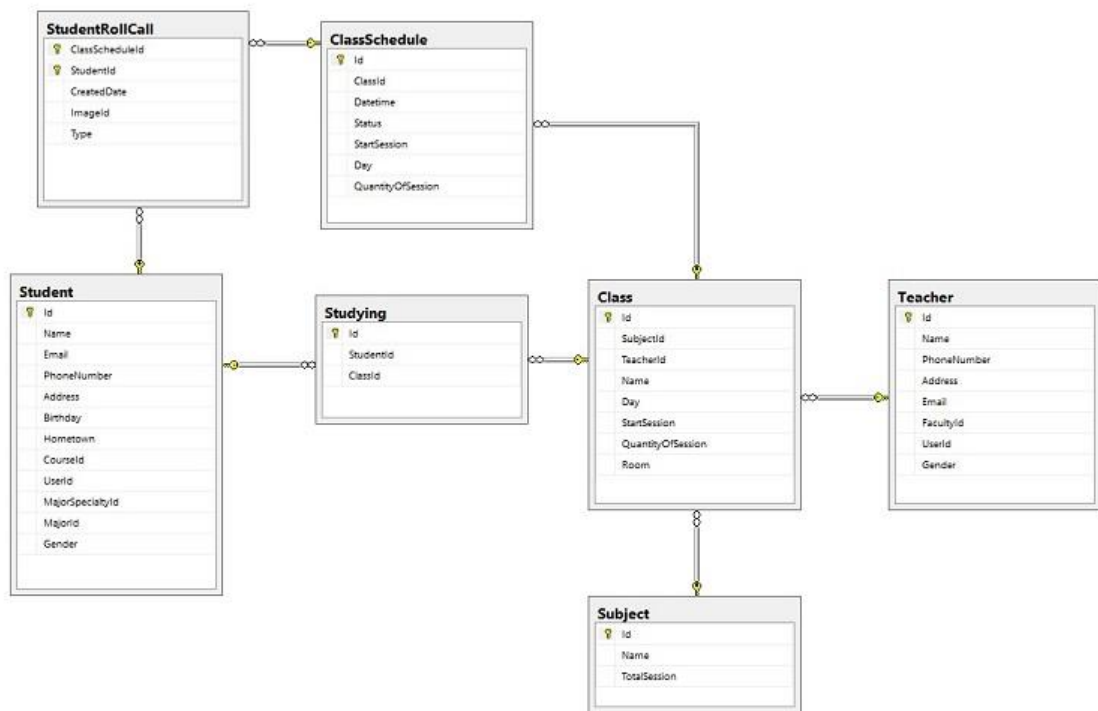 StudentRollCall
ClassScheduleId
StudentId
CreatedDate
ImageId
Type
ClassSchedule
Id
ClassId
Datetime
Status
StartSession
Day
QuantityOfSession
Student
Id
Name
Email
PhoneNumber
Address
Birthday
Hometown
CourseId
UserId
MajorSpecialtyId
MajorId
Gender
Studying
Id
StudentId
ClassId
Class
Id
SubjectId
TeacherId
Name
Day
StartSession
QuantityOfSession
Room
Teacher
Id
Name
PhoneNumber
Address
Email
FacultyId
UserId
Gender
Subject
Id
Name
TotalSession